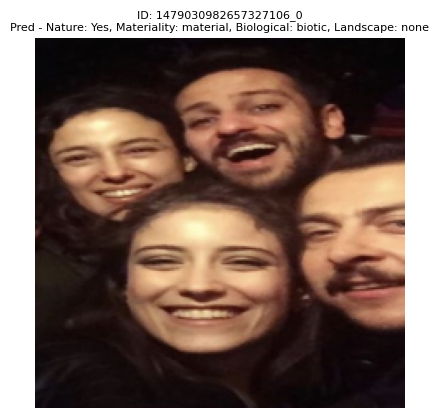 ID: 1479030982657327106_0
Pred - Nature: Yes, Materiality: material, Biological: biotic, Landscape: none